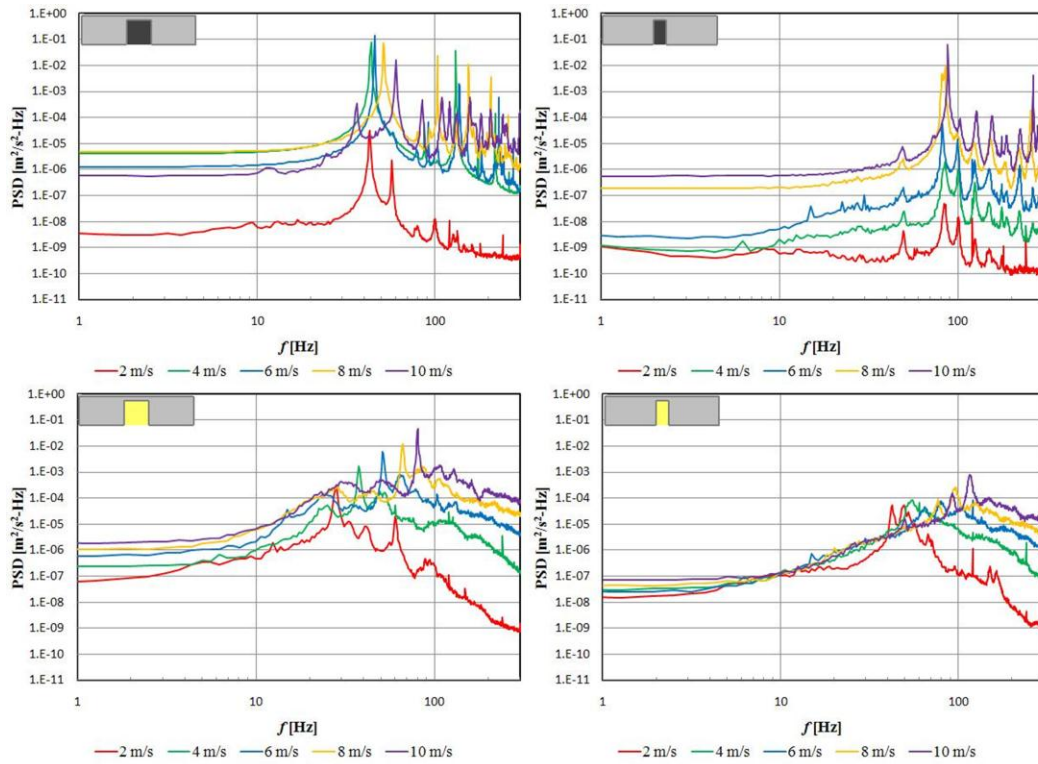 1.E+00 1.E+00
1.E-01 1.E-01
1.E-02 1.E-02
1.E-03 1.E-03
1.E-04 1.E-04
1.E-05 1.E-05
1.E-06 1.E-06
1.E-07 1.E-07
1.E-08 1.E-08
1.E-09 1.E-09
1.E-10 1.E-10
1.E-11 1.E-11
PSD [m²/s²-Hz] PSD [m²/s²-Hz]
1 10 100 1 10 100
f [Hz] f [Hz]
2 m/s 4 m/s 6 m/s 8 m/s 10 m/s 2 m/s 4 m/s 6 m/s 8 m/s 10 m/s
1.E+00 1.E+00
1.E-01 1.E-01
1.E-02 1.E-02
1.E-03 1.E-03
1.E-04 1.E-04
1.E-05 1.E-05
1.E-06 1.E-06
1.E-07 1.E-07
1.E-08 1.E-08
1.E-09 1.E-09
1.E-10 1.E-10
1.E-11 1.E-11
PSD [m²/s²-Hz] PSD [m²/s²-Hz]
1 10 100 1 10 100
f [Hz] f [Hz]
2 m/s 4 m/s 6 m/s 8 m/s 10 m/s 2 m/s 4 m/s 6 m/s 8 m/s 10 m/s